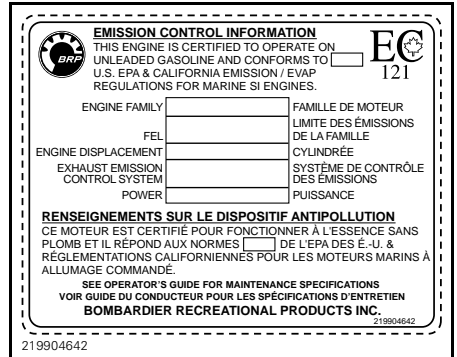 EMISSION CONTROL INFORMATION
THIS ENGINE IS CERTIFIED TO OPERATE ON
UNLEADED GASOLINE AND CONFORMS TO
U.S. EPA & CALIFORNIA EMISSION / EVAP
REGULATIONS FOR MARINE SI ENGINES.
BRP
EC
121
ENGINE FAMILY FAMILLE DE MOTEUR
LIMITE DES ÉMISSIONS
FEL DE LA FAMILLE
ENGINE DISPLACEMENT CYLINDRÉE
EXHAUST EMISSION SYSTÈME DE CONTRÔLE
CONTROL SYSTEM DES ÉMISSIONS
POWER PUISSANCE
RENSEIGNEMENTS SUR LE DISPOSITIF ANTIPOLLUTION
CE MOTEUR EST CERTIFIÉ POUR FONCTIONNER À L'ESSENCE SANS
PLOMB ET IL RÉPOND AUX NORMES DE L'EPA DES É.-U. &
RÉGLEMENTATIONS CALIFORNIENNES POUR LES MOTEURS MARINS À
ALLUMAGE COMMANDÉ.
SEE OPERATOR'S GUIDE FOR MAINTENANCE SPECIFICATIONS
VOIR GUIDE DU CONDUCTEUR POUR LES SPÉCIFICATIONS D'ENTRETIEN
BOMBARDIER RECREATIONAL PRODUCTS INC.
219904642
219904642